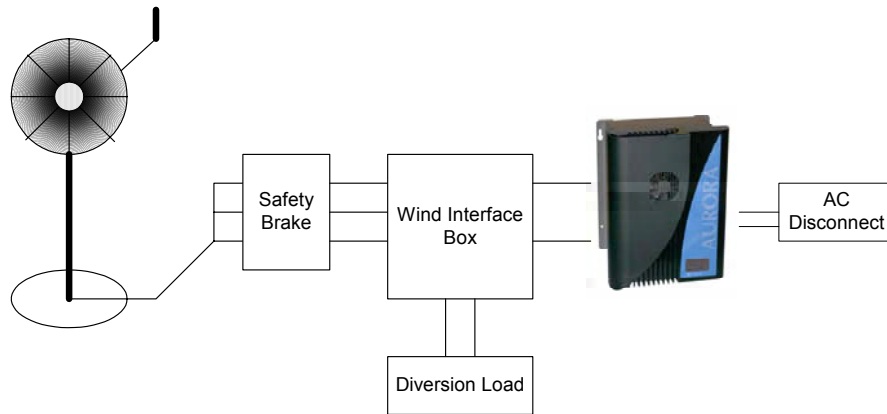 Safety
Brake
Wind Interface
Box
AURORA
AC
Disconnect
Diversion Load